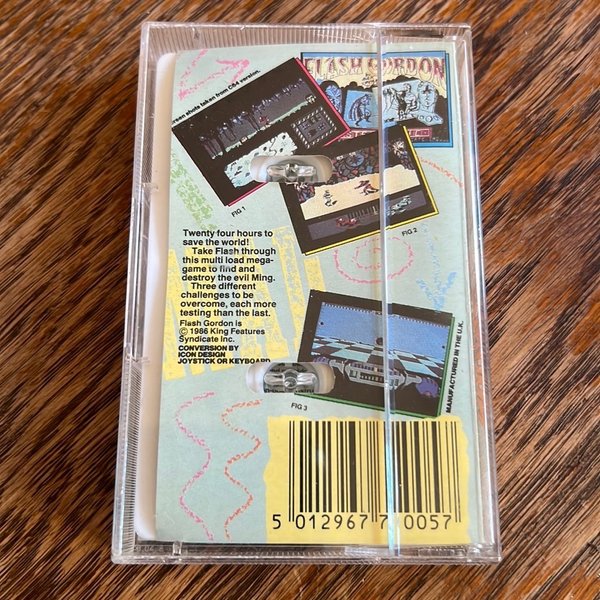 FLASH GORDON
screen shots taken from C64 version.
FIG 1
FIG 2
Twenty four hours to
save the world!
Take Flash through
this multi load mega-
game to find and
destroy the evil Ming.
Three different
challenges to be
overcome, each more
testing than the last.
Flash Gordon is
© 1986 King Features
Syndicate Inc.
CONVERSION BY
ICON DESIGN
JOYSTICK OR KEYBOARD
FIG 3
MANUFACTURED IN THE U.K.
5 012967 7 0057